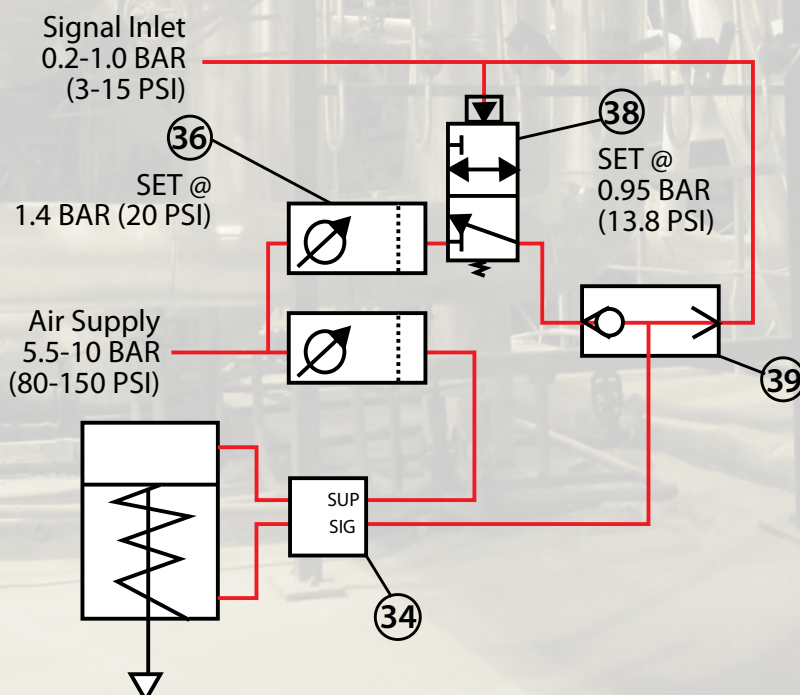 Signal Inlet
0.2-1.0 BAR
(3-15 PSI)
36
SET @
1.4 BAR (20 PSI)
38
SET @
0.95 BAR
(13.8 PSI)
Air Supply
5.5-10 BAR
(80-150 PSI)
39
SUP
SIG
34